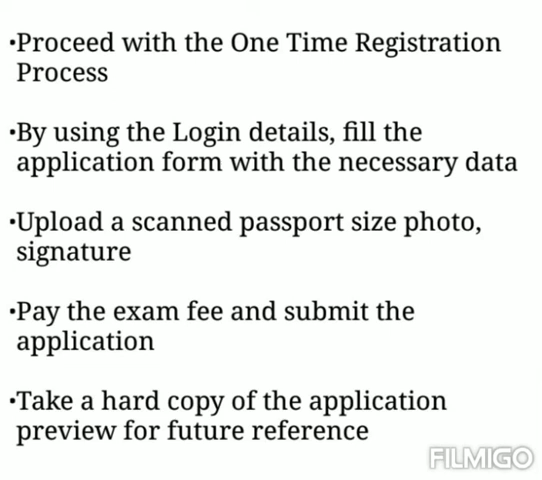 •Proceed with the One Time Registration
Process
•By using the Login details, fill the
application form with the necessary data
•Upload a scanned passport size photo,
signature
•Pay the exam fee and submit the
application
•Take a hard copy of the application
preview for future reference
FILMIGO